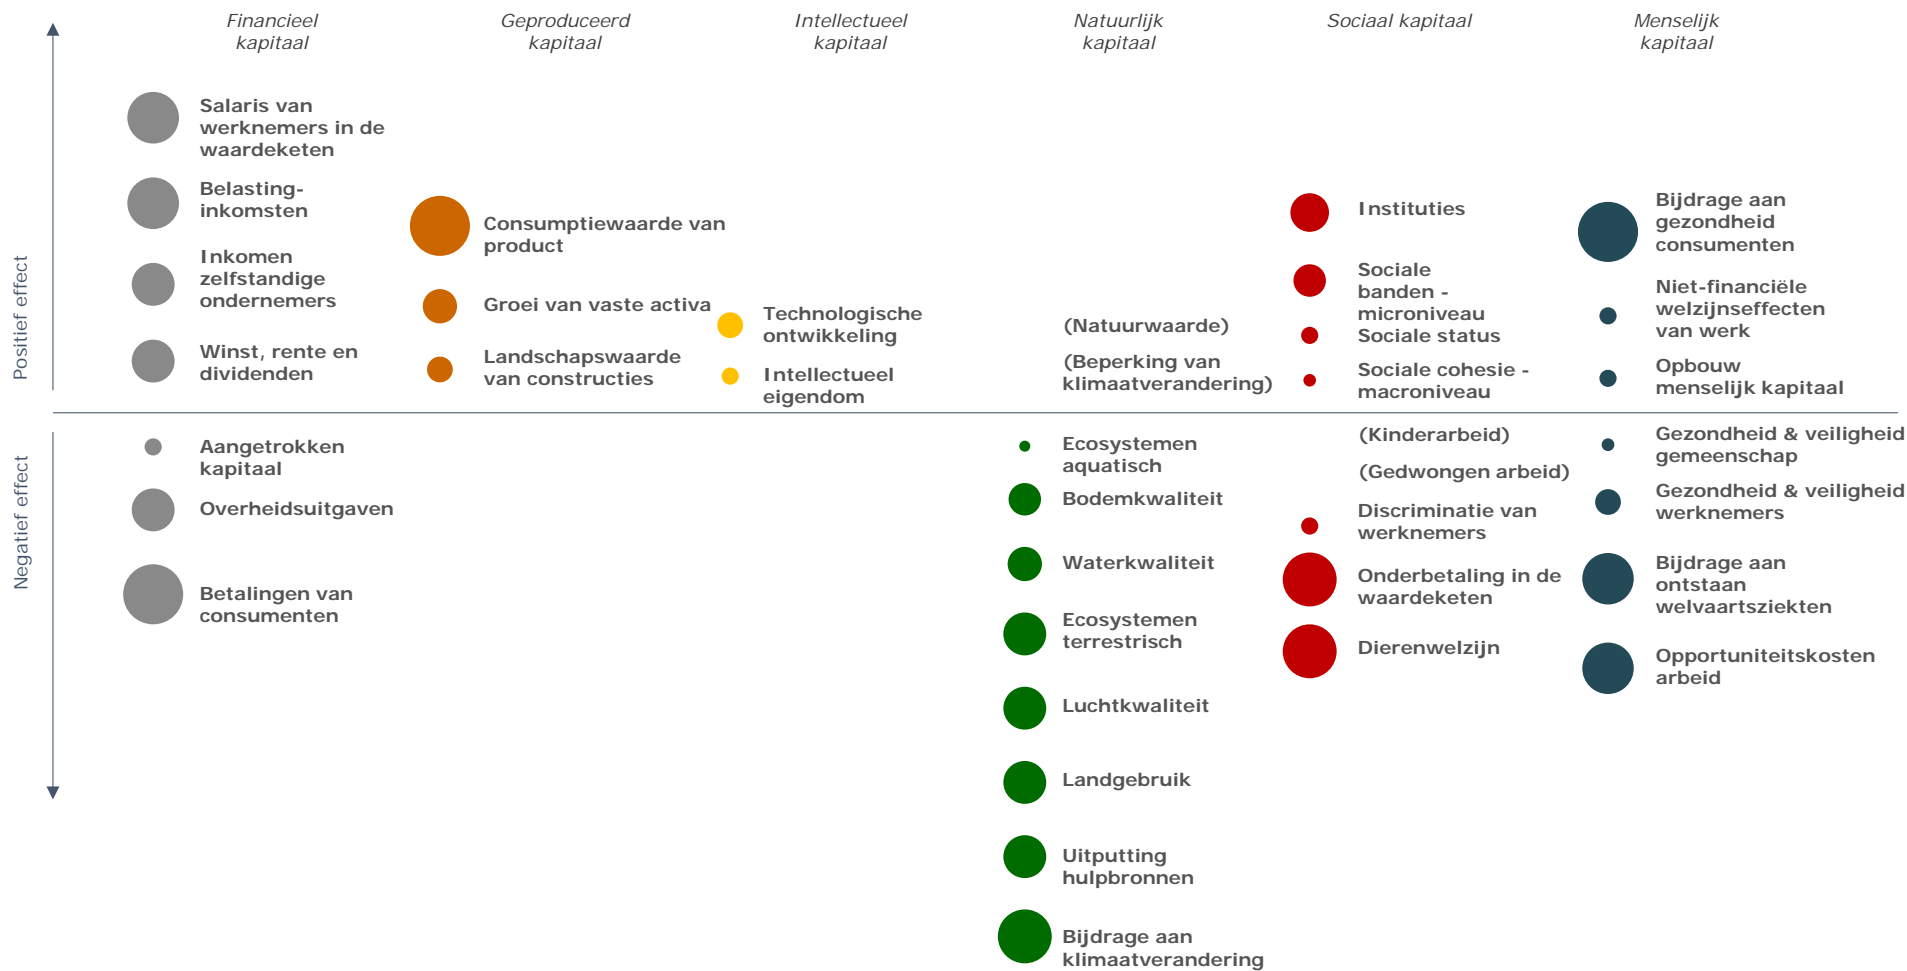 Financieel
kapitaal
Geproduceerd
kapitaal
Intellectueel
kapitaal
Natuurlijk
kapitaal
Sociaal kapitaal
Menselijk
kapitaal
Positief effect
Salaris van
werknemers in de
waardeketen
Belasting-
inkomsten
Inkomen
zelfstandige
ondernemers
Winst, rente en
dividenden
Consumptiewaarde van
product
Groei van vaste activa
Landschapswaarde
van constructies
Technologische
ontwikkeling
Intellectueel
eigendom
(Natuurwaarde)
(Beperking van
klimaatverandering)
Instituties
Sociale
banden -
microniveau
Sociale status
Sociale cohesie -
macroniveau
Bijdrage aan
gezondheid
consumenten
Niet-financiële
welzijnseffecten
van werk
Opbouw
menselijk kapitaal
Negatief effect
Aangetrokken
kapitaal
Overheidsuitgaven
Betalingen van
consumenten
Ecosystemen
aquatisch
Bodemkwaliteit
Waterkwaliteit
Ecosystemen
terrestrisch
Luchtkwaliteit
Landgebruik
Uitputting
hulpbronnen
Bijdrage aan
klimaatverandering
(Kinderarbeid)
(Gedwongen arbeid)
Discriminatie van
werknemers
Onderbetaling in de
waardeketen
Dierenwelzijn
Gezondheid & veiligheid
gemeenschap
Gezondheid & veiligheid
werknemers
Bijdrage aan
ontstaan
welvaartsziekten
Opportuniteitskosten
arbeid